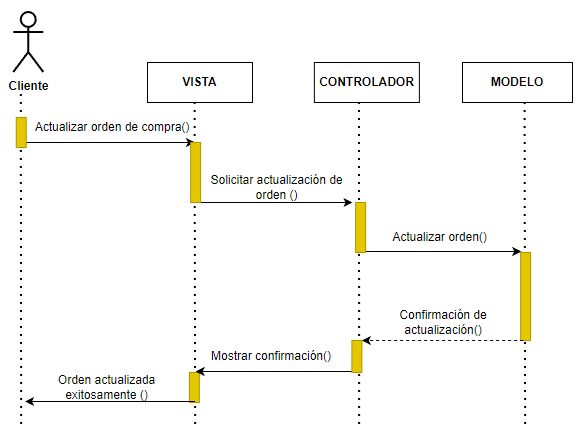 Cliente
VISTA
CONTROLADOR
MODELO
Actualizar orden de compra()
Solicitar actualización de
orden ()
Actualizar orden()
Confirmación de
actualización()
Mostrar confirmación()
Orden actualizada
exitosamente ()